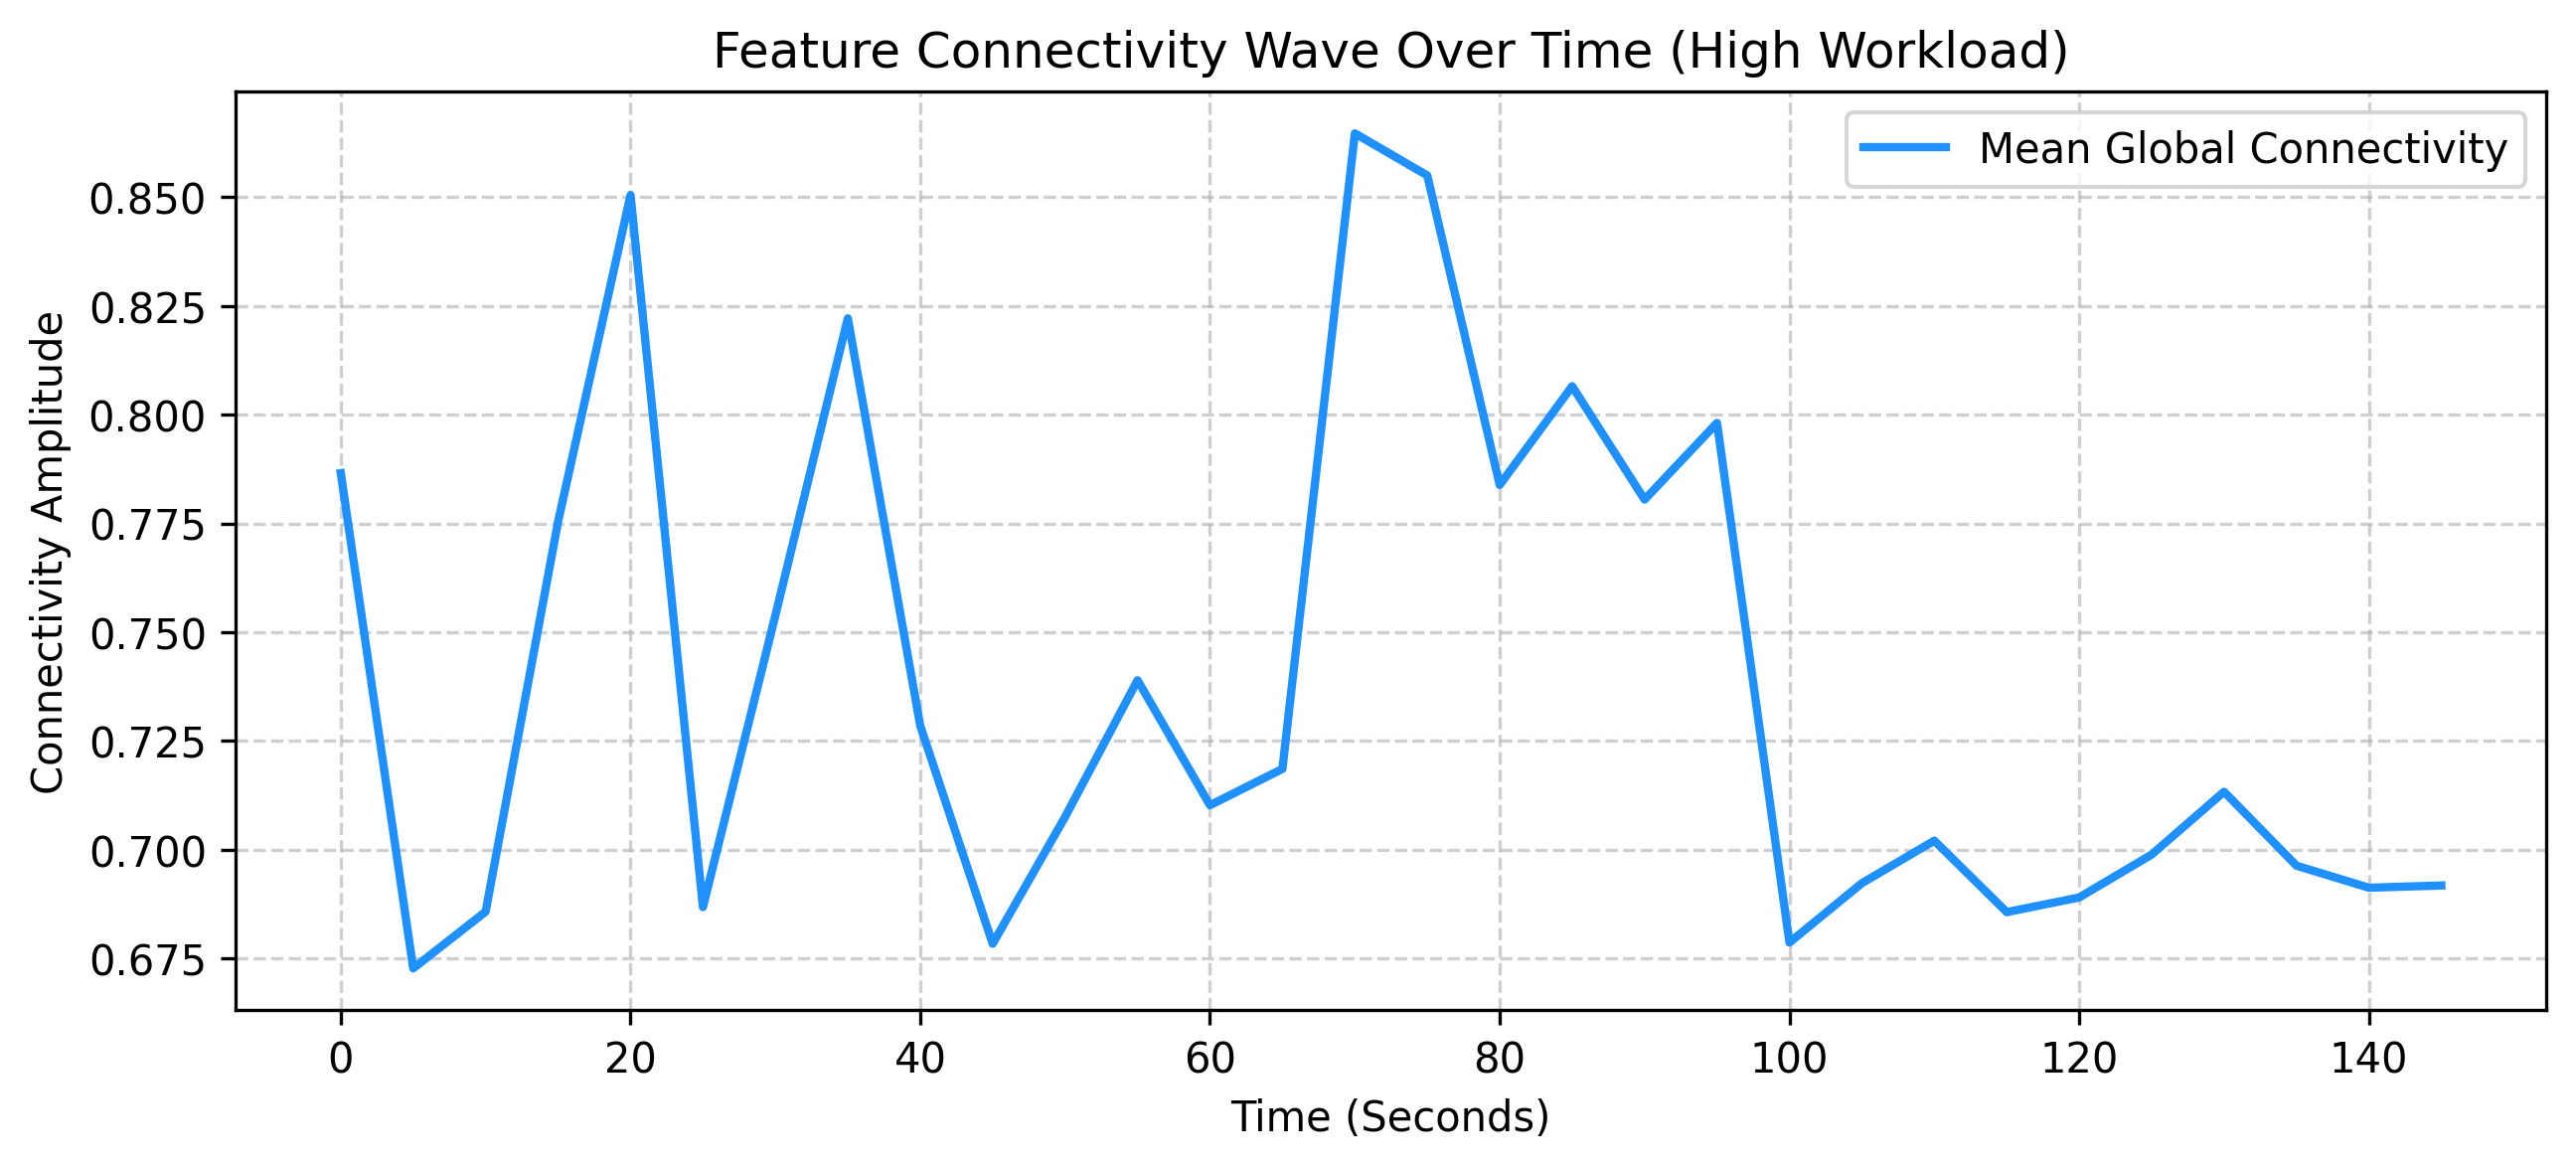 Feature Connectivity Wave Over Time (High Workload)
Mean Global Connectivity
Connectivity Amplitude
0.850
0.825
0.800
0.775
0.750
0.725
0.700
0.675
0 20 40 60 80 100 120 140
Time (Seconds)